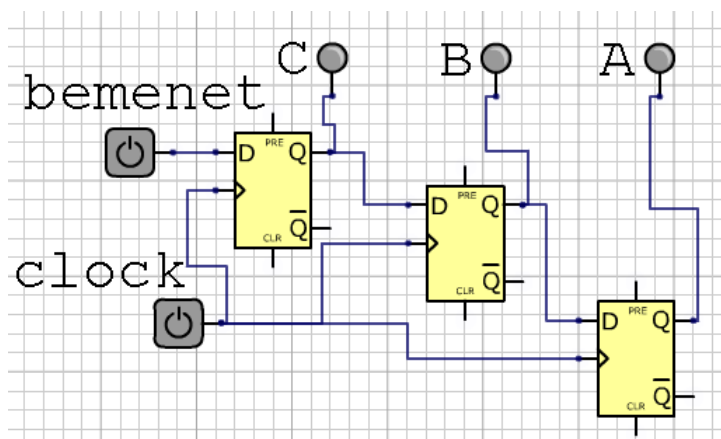 C B A
bemenet
D PRE Q
Q
CLR
D PRE Q
Q
CLR
clock
D PRE Q
Q
CLR